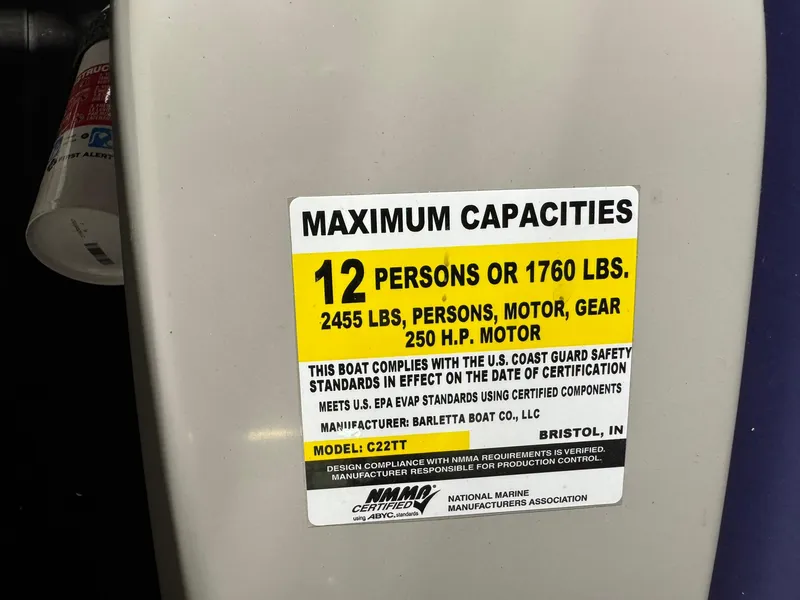 MAXIMUM CAPACITIES
12 PERSONS OR 1760 LBS.
2455 LBS, PERSONS, MOTOR, GEAR
250 H.P. MOTOR
THIS BOAT COMPLIES WITH THE U.S. COAST GUARD SAFETY
STANDARDS IN EFFECT ON THE DATE OF CERTIFICATION
MEETS U.S. EPA EVAP STANDARDS USING CERTIFIED COMPONENTS
MANUFACTURER: BARLETTA BOAT CO., LLC
BRISTOL, IN
MODEL: C22TT
DESIGN COMPLIANCE WITH NMMA REQUIREMENTS IS VERIFIED.
MANUFACTURER RESPONSIBLE FOR PRODUCTION CONTROL.
NMMA
CERTIFIED
using ABYC. standards
NATIONAL MARINE
MANUFACTURERS ASSOCIATION
FIRST ALERT